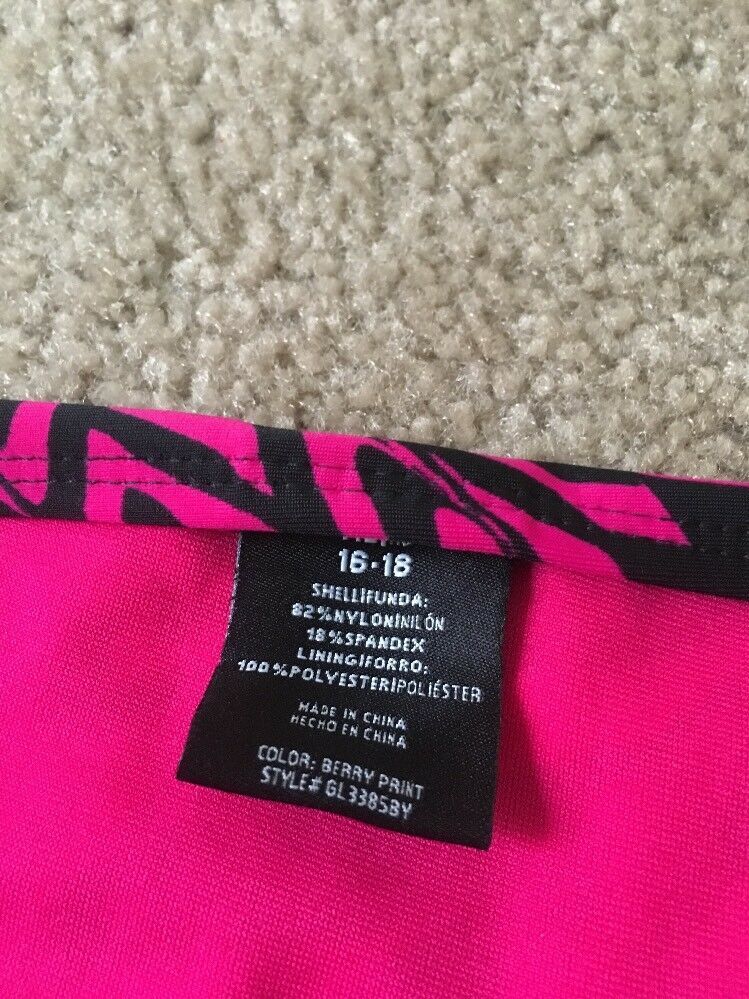 16-18
SHELL|FUNDA:
82%NYLON|NILÓN
18%SPANDEX
LINING|FORRO:
100%POLYESTER|POLIÉSTER
MADE IN CHINA
HECHO EN CHINA
COLOR: BERRY PRINT
STYLE# GL3385BY